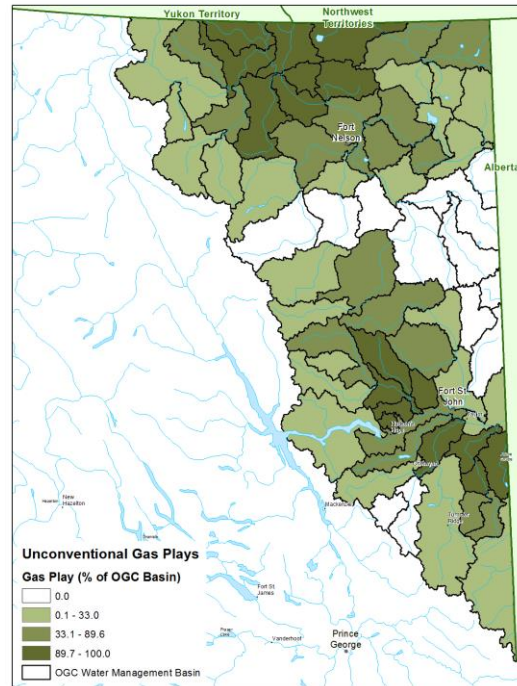 Yukon Territory
Northwest
Territories
Fort
Nelson
Alberta
Fort St.
John
Mackenzie
New
Hazelton
Unconventional Gas Plays
Gas Play (% of OGC Basin)
0.0
0.1 - 33.0
33.1 - 89.6
89.7 - 100.0
OGC Water Management Basin
Fort St.
James
Vanderhoof
Prince
George